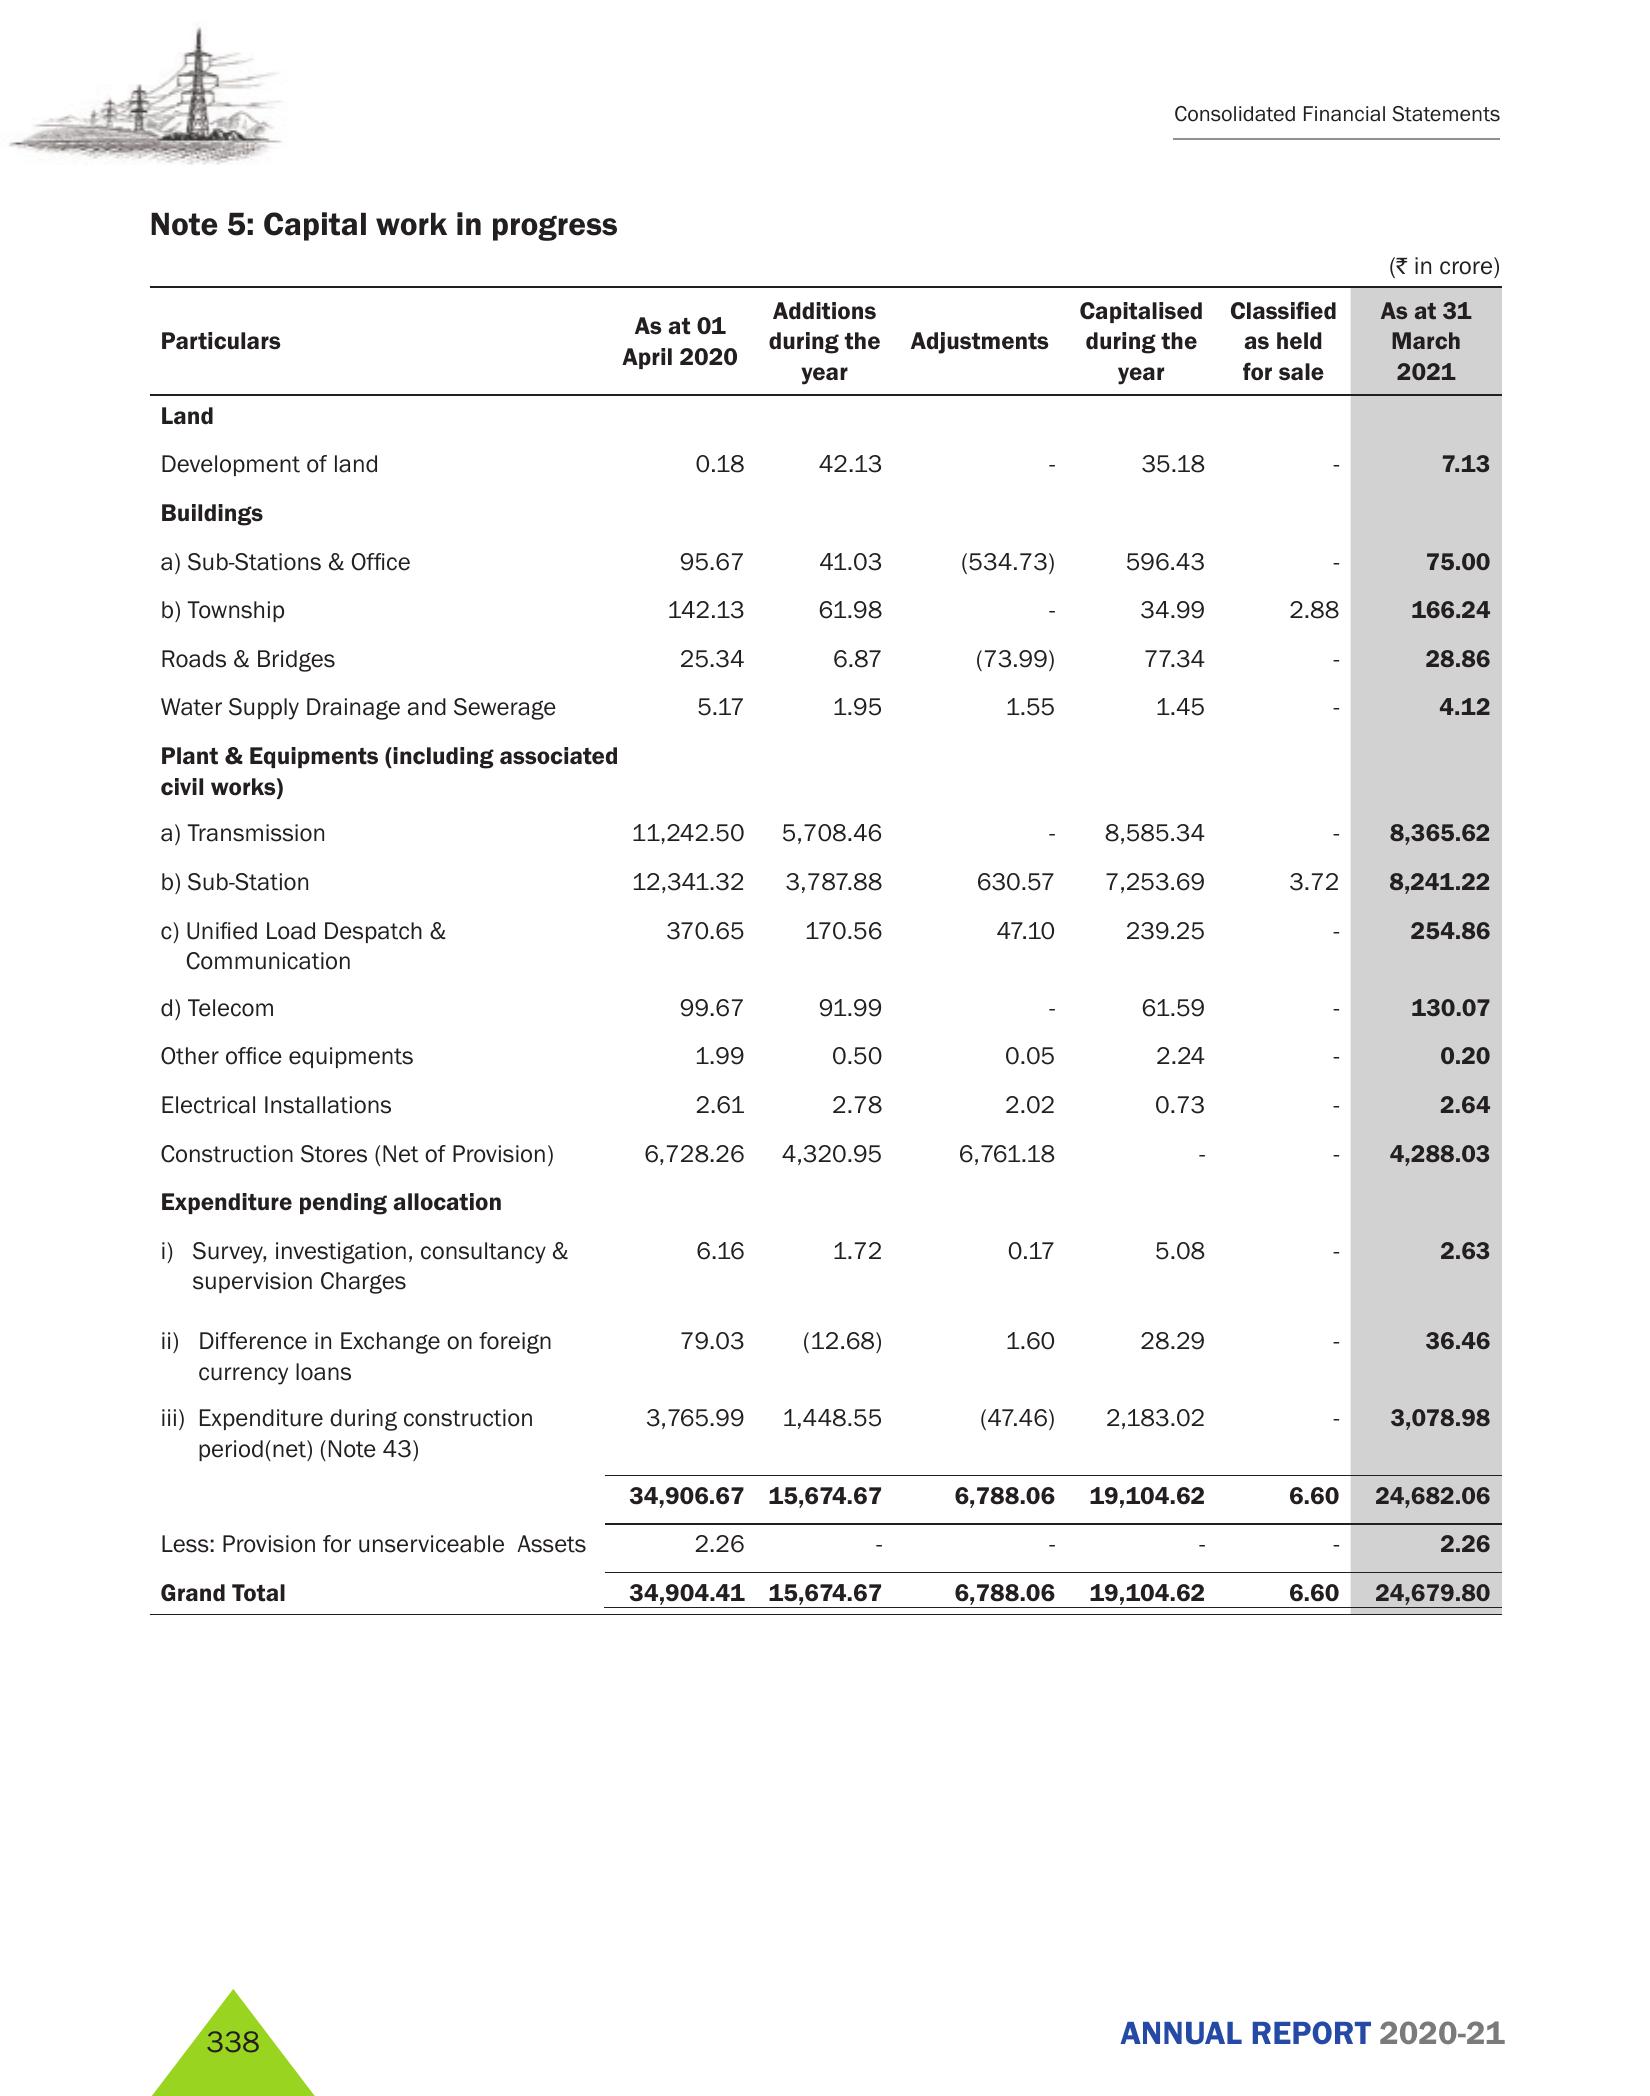 Consolidated Financial Statements
Note 5: Capital work in progress
(₹ in crore)
Particulars As at 01 April 2020 Additions during the year Adjustments Capitalised during the year Classified as held for sale As at 31 March 2021
Land
Development of land 0.18 42.13 - 35.18 - 7.13
Buildings
a) Sub-Stations & Office 95.67 41.03 (534.73) 596.43 - 75.00
b) Township 142.13 61.98 - 34.99 2.88 166.24
Roads & Bridges 25.34 6.87 (73.99) 77.34 - 28.86
Water Supply Drainage and Sewerage 5.17 1.95 1.55 1.45 - 4.12
Plant & Equipments (including associated
civil works)
a) Transmission 11,242.50 5,708.46 - 8,585.34 - 8,365.62
b) Sub-Station 12,341.32 3,787.88 630.57 7,253.69 3.72 8,241.22
c) Unified Load Despatch & 370.65 170.56 47.10 239.25 - 254.86
Communication
d) Telecom 99.67 91.99 - 61.59 - 130.07
Other office equipments 1.99 0.50 0.05 2.24 - 0.20
Electrical Installations 2.61 2.78 2.02 0.73 - 2.64
Construction Stores (Net of Provision) 6,728.26 4,320.95 6,761.18 - - 4,288.03
Expenditure pending allocation
i) Survey, investigation, consultancy & 6.16 1.72 0.17 5.08 - 2.63
supervision Charges
ii) Difference in Exchange on foreign 79.03 (12.68) 1.60 28.29 - 36.46
currency loans
iii) Expenditure during construction 3,765.99 1,448.55 (47.46) 2,183.02 - 3,078.98
period(net) (Note 43)
34,906.67 15,674.67 6,788.06 19,104.62 6.60 24,682.06
Less: Provision for unserviceable Assets 2.26 - - - - 2.26
Grand Total 34,904.41 15,674.67 6,788.06 19,104.62 6.60 24,679.80
338
ANNUAL REPORT 2020-21